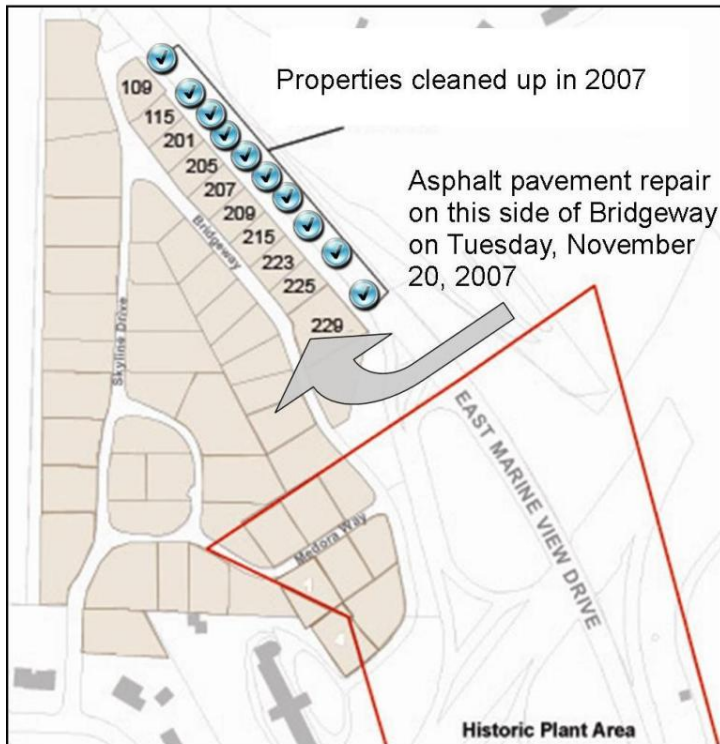 Properties cleaned up in 2007
109
115
201
205
207
209
215
223
225
229
Asphalt pavement repair
on this side of Bridgeway
on Tuesday, November
20, 2007
Bridgeway
Skyline Drive
EAST MARINE VIEW DRIVE
Medora Way
4
4
Historic Plant Area